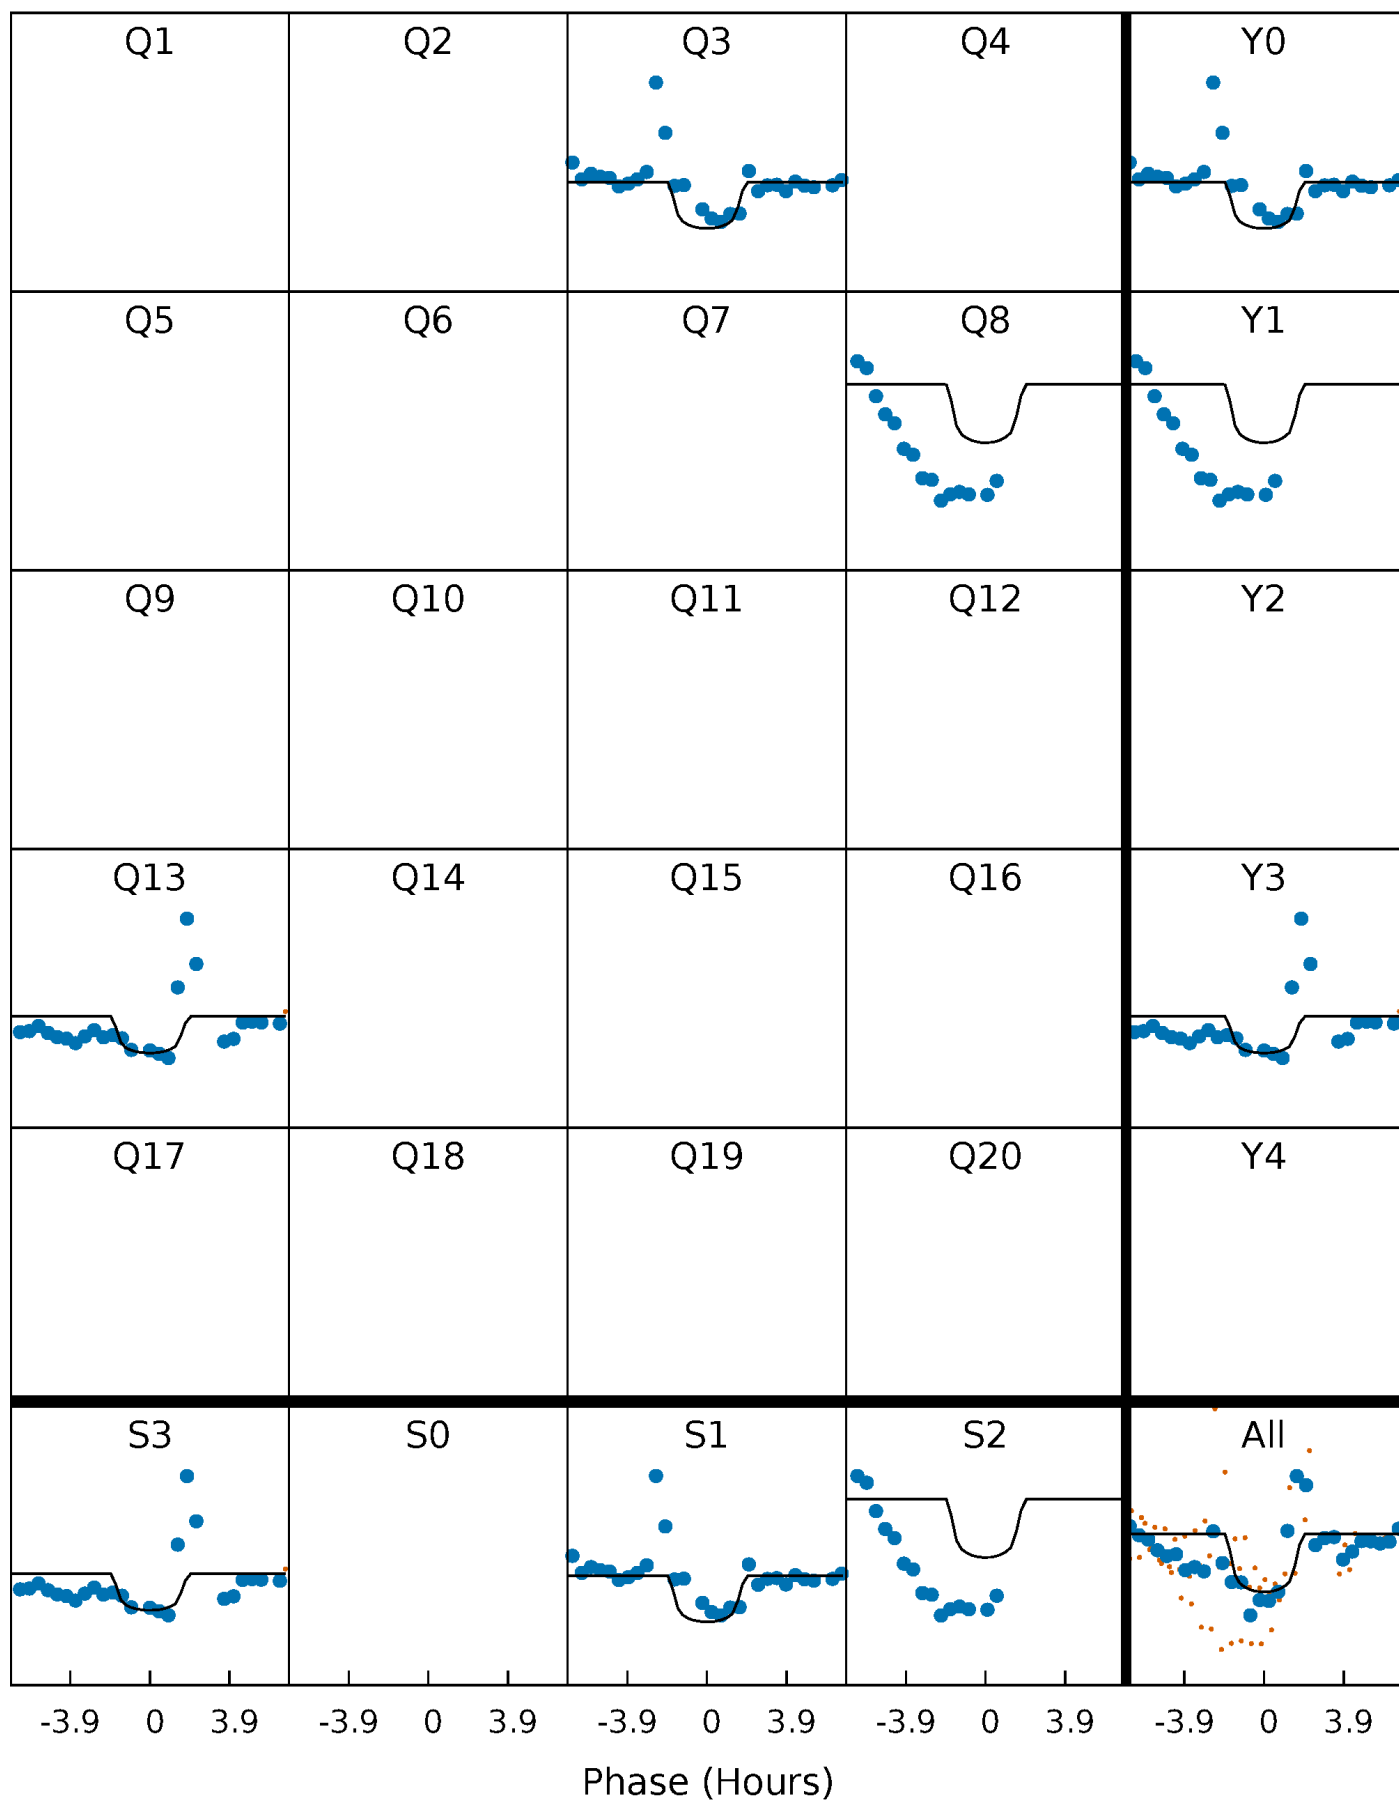 Q1 Q2 Q3 Q4 Y0
Q5 Q6 Q7 Q8 Y1
Q9 Q10 Q11 Q12 Y2
Q13 Q14 Q15 Q16 Y3
Q17 Q18 Q19 Q20 Y4
S3 S0 S1 S2 All
-3.9 0 3.9 -3.9 0 3.9 -3.9 0 3.9 -3.9 0 3.9 -3.9 0 3.9
Phase (Hours)